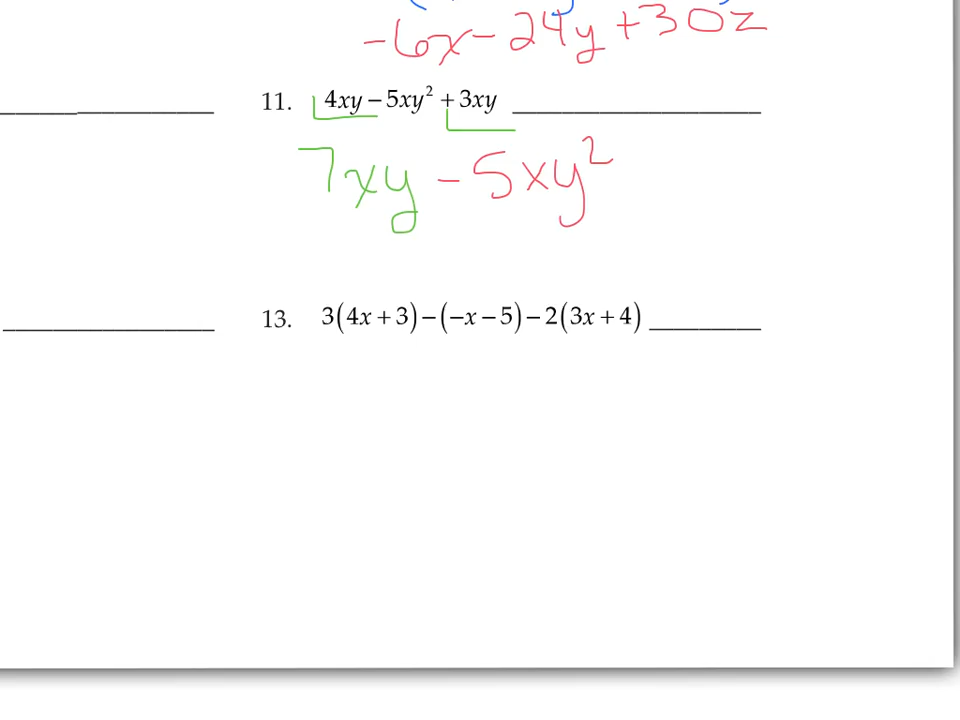 -6x-24y+30z
11. 4xy-5xy²+3xy
7xy-5xy²
13. 3(4x+3)-(-x-5)-2(3x+4)